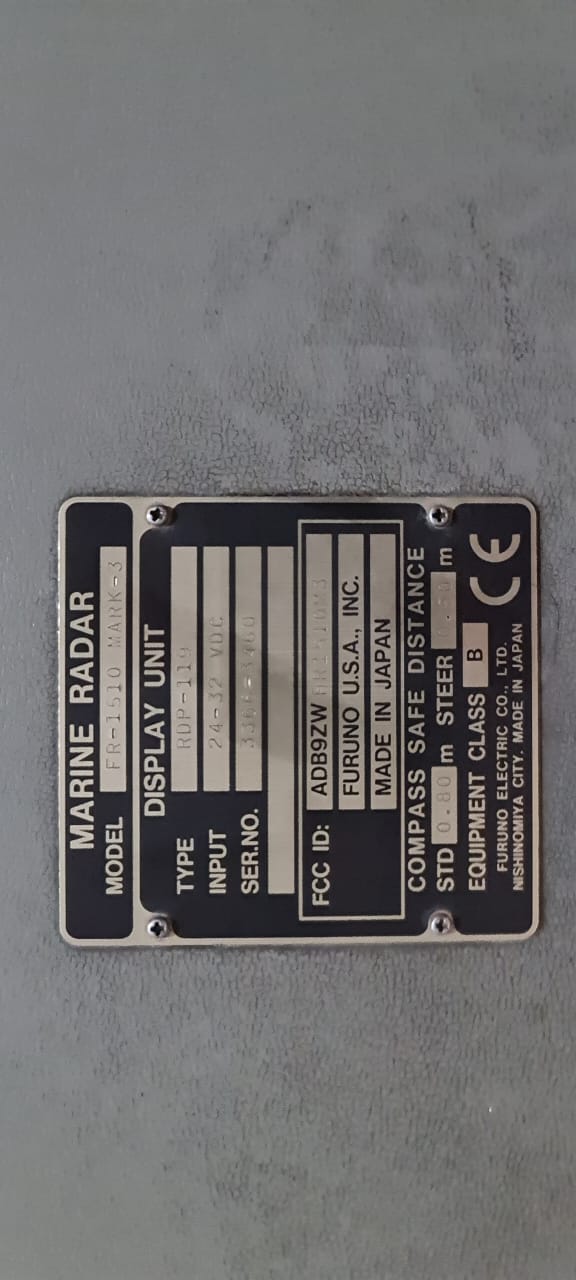 MARINE RADAR
MODEL FR-1510 MARK-3
DISPLAY UNIT
TYPE RDP-119
INPUT 24-32 VDC
SER.NO.
FCC ID: ADB9ZW FR1510M3
FURUNO U.S.A., INC.
MADE IN JAPAN
COMPASS SAFE DISTANCE
STD 0.80 m STEER m
EQUIPMENT CLASS B
CE
FURUNO ELECTRIC CO., LTD.
NISHINOMIYA CITY. MADE IN JAPAN